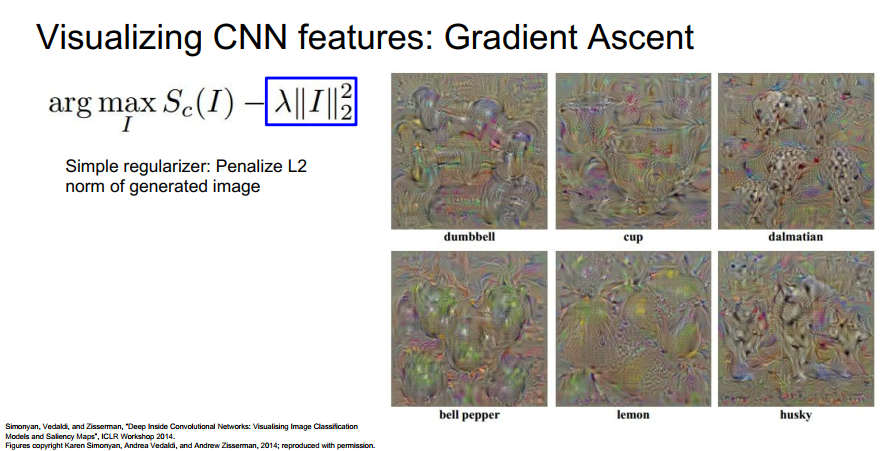 Visualizing CNN features: Gradient Ascent
arg max S_c(I) − λ‖I‖₂²
I
Simple regularizer: Penalize L2
norm of generated image
dumbbell
cup
dalmatian
bell pepper
lemon
husky
Simonyan, Vedaldi, and Zisserman, "Deep Inside Convolutional Networks: Visualising Image Classification
Models and Saliency Maps", ICLR Workshop 2014.
Figures copyright Karen Simonyan, Andrea Vedaldi, and Andrew Zisserman, 2014; reproduced with permission.